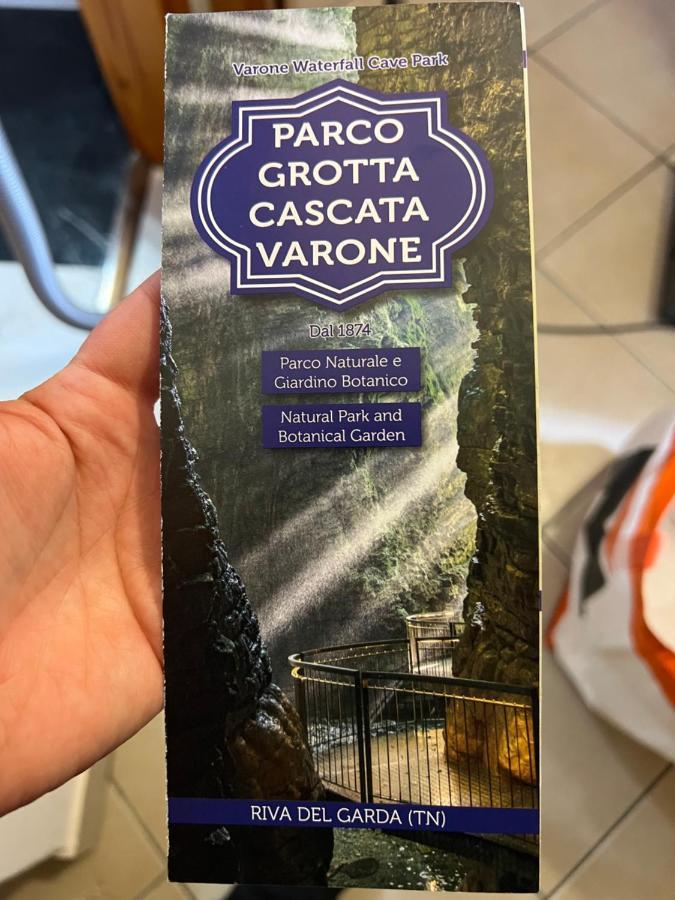 Varone Waterfall Cave Park
PARCO
GROTTA
CASCATA
VARONE
Dal 1874
Parco Naturale e
Giardino Botanico
Natural Park and
Botanical Garden
RIVA DEL GARDA (TN)